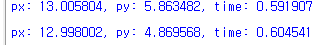 px: 13.005804, py: 5.863482, time: 0.591907
px: 12.998002, py: 4.869568, time: 0.604541